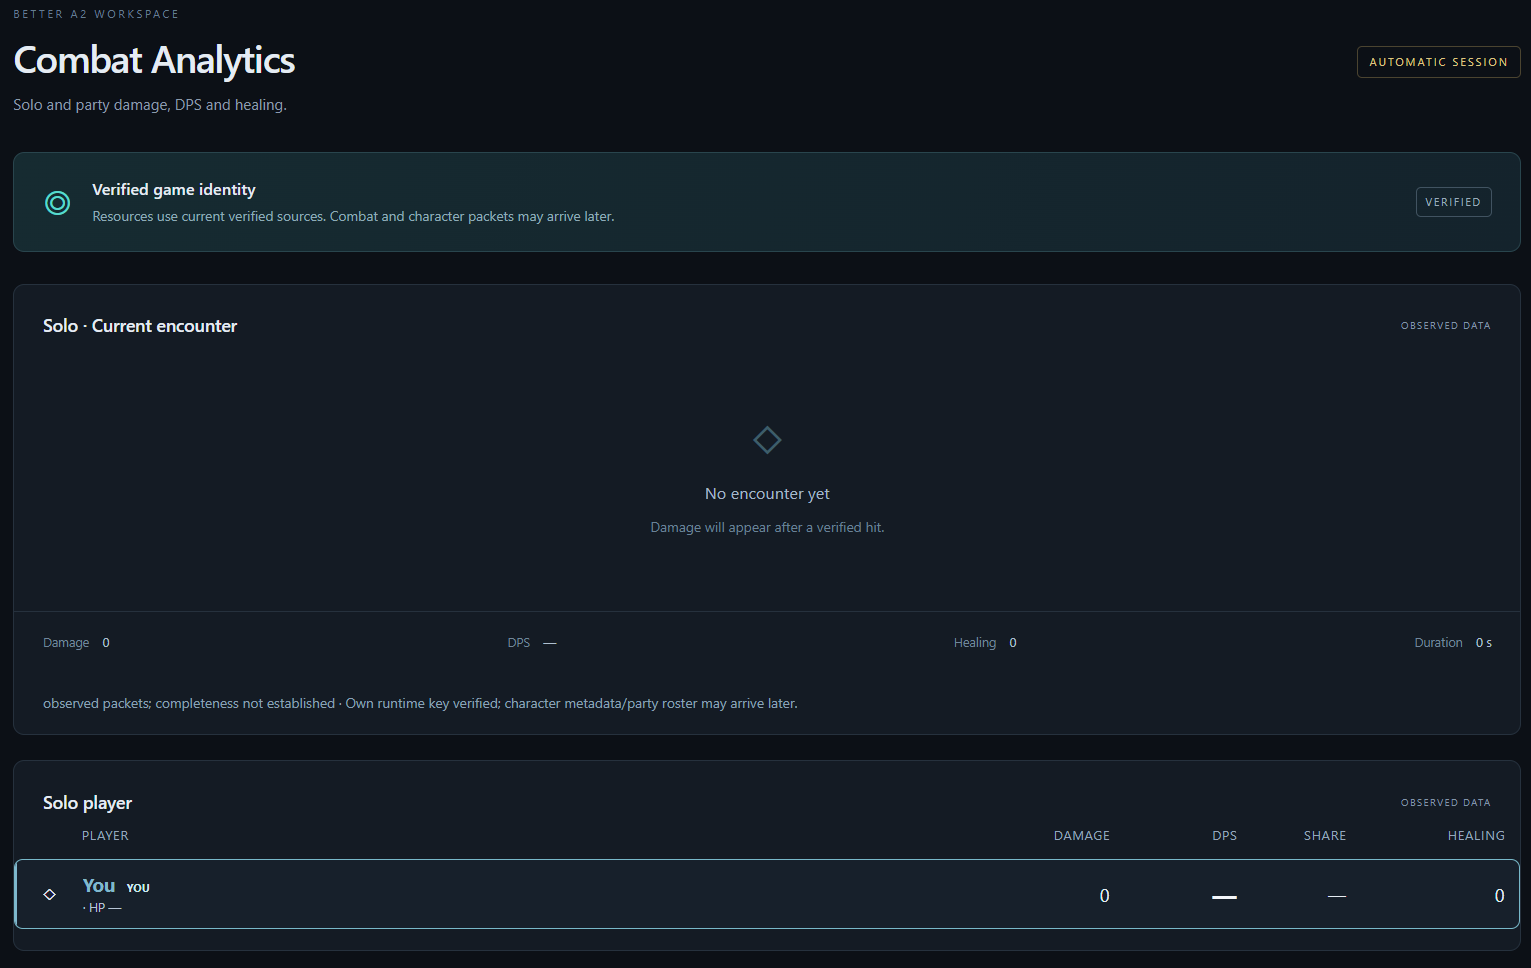 BETTER A2 WORKSPACE
Combat Analytics
AUTOMATIC SESSION
Solo and party damage, DPS and healing.
Verified game identity
Resources use current verified sources. Combat and character packets may arrive later.
VERIFIED
Solo · Current encounter
OBSERVED DATA
No encounter yet
Damage will appear after a verified hit.
Damage 0 DPS — Healing 0 Duration 0 s
observed packets; completeness not established · Own runtime key verified; character metadata/party roster may arrive later.
Solo player
OBSERVED DATA
PLAYER DAMAGE DPS SHARE HEALING
You YOU 0 — — 0
· HP —